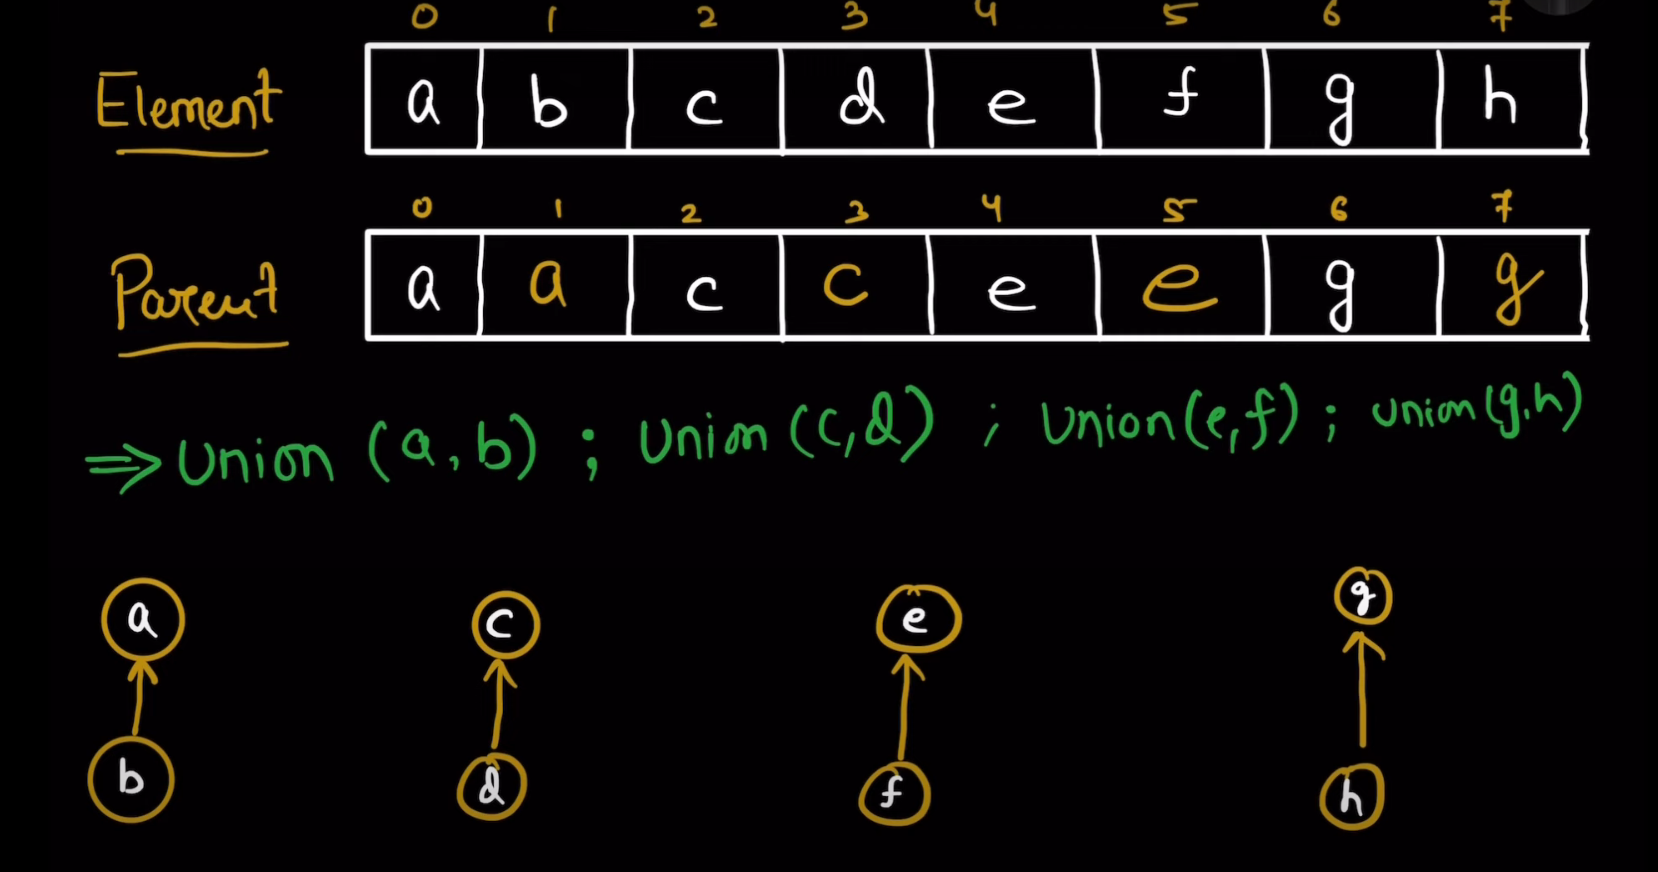 0 1 2 3 4 5 6 7
Element a b c d e f g h
0 1 2 3 4 5 6 7
Parent a a c c e e g g
⇒ Union (a, b) ; Union (c,d) ; Union(e,f) ; Union(g,h)
a c e g
b d f h